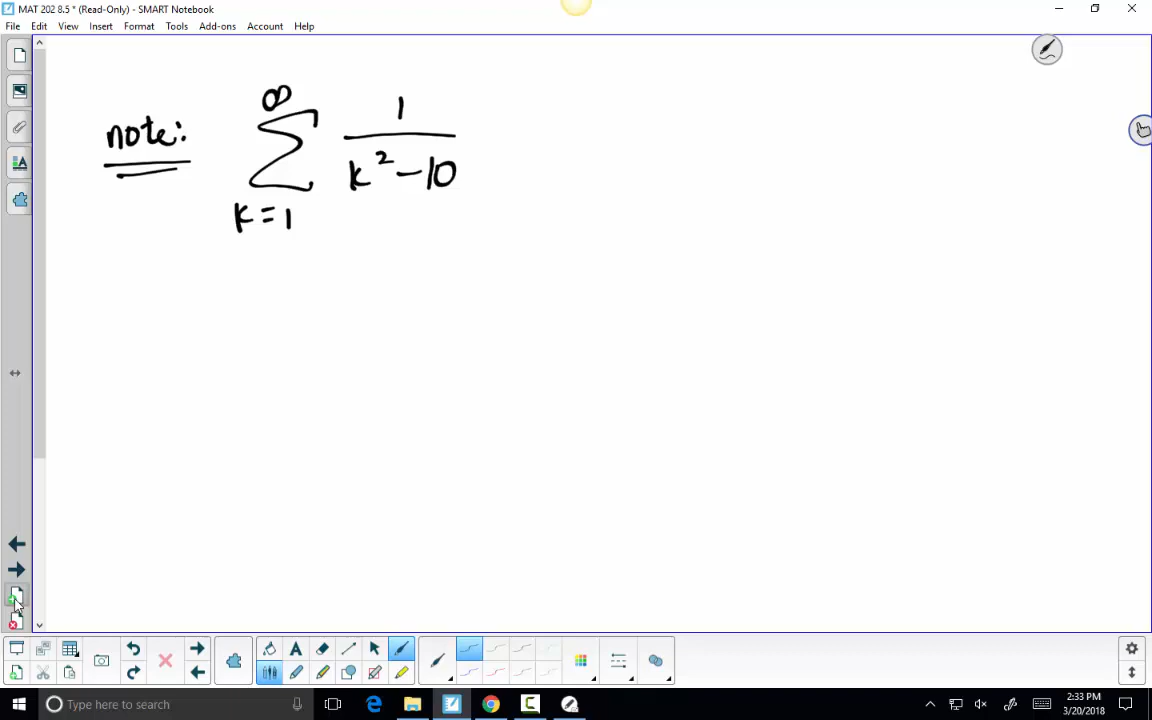 MAT 202 8.5 * (Read-Only) - SMART Notebook
File Edit View Insert Format Tools Add-ons Account Help
note: ∞ ∑ k=1 1/(k²-10)
Type here to search
2:33 PM
3/20/2018